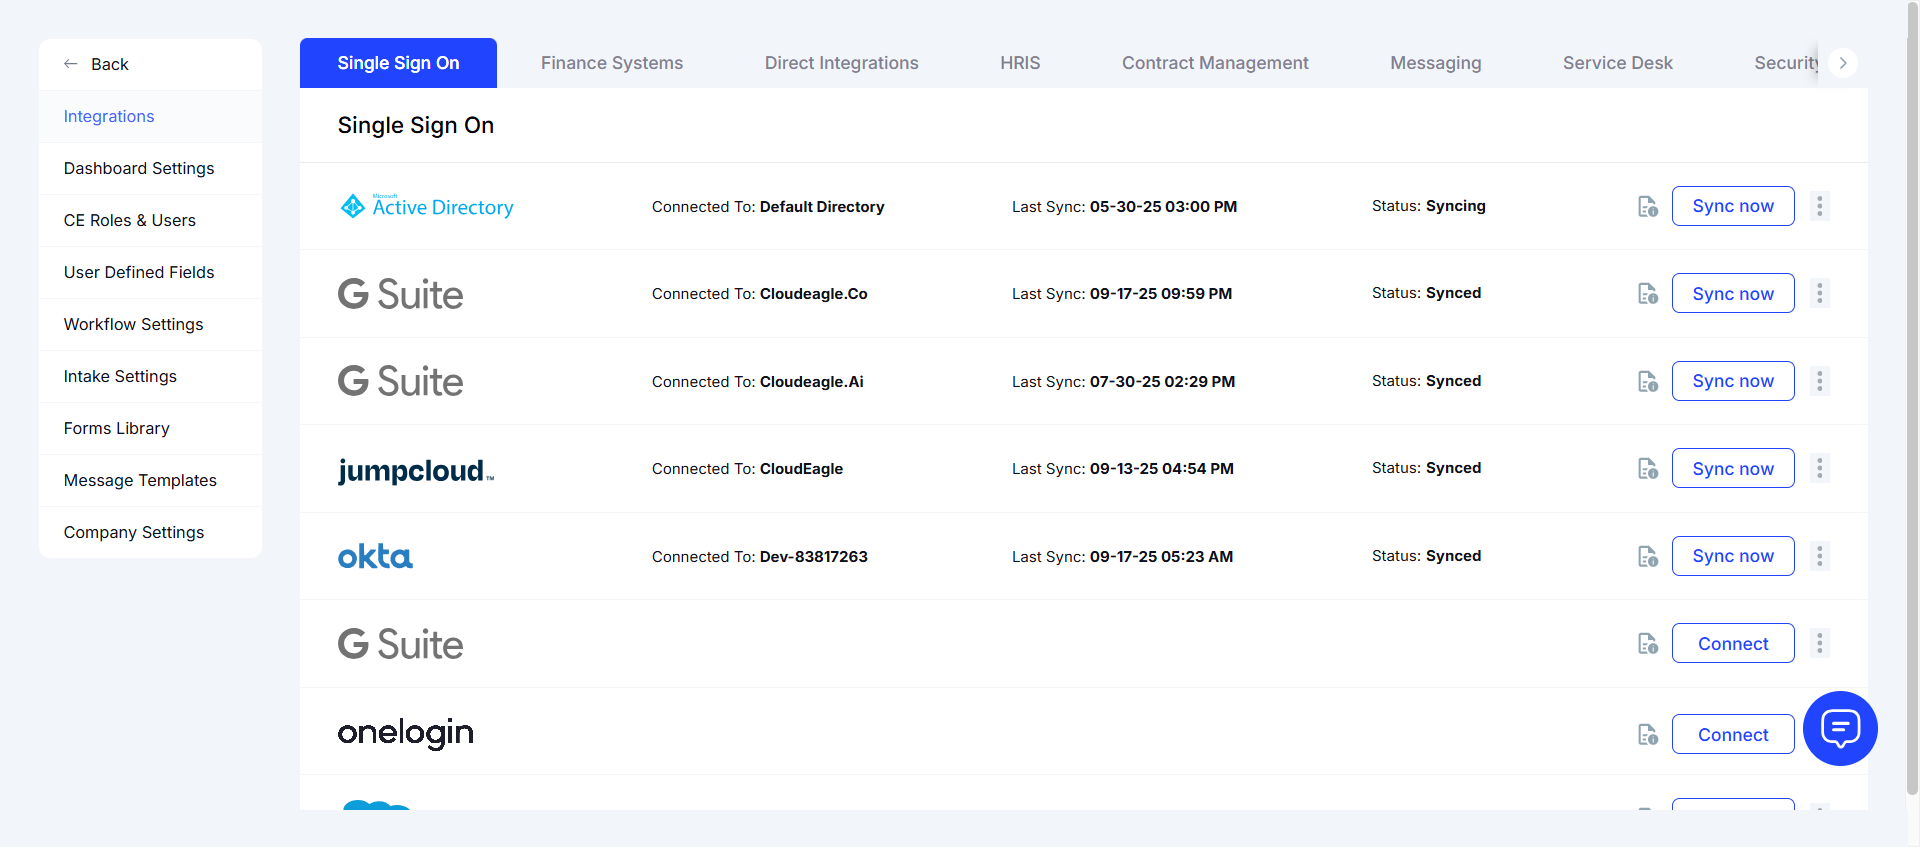 Back
Integrations
Dashboard Settings
CE Roles & Users
User Defined Fields
Workflow Settings
Intake Settings
Forms Library
Message Templates
Company Settings
Single Sign On Finance Systems Direct Integrations HRIS Contract Management Messaging Service Desk Security
Single Sign On
Microsoft
Active Directory Connected To: Default Directory Last Sync: 05-30-25 03:00 PM Status: Syncing Sync now
G Suite Connected To: Cloudeagle.Co Last Sync: 09-17-25 09:59 PM Status: Synced Sync now
G Suite Connected To: Cloudeagle.Ai Last Sync: 07-30-25 02:29 PM Status: Synced Sync now
jumpcloud™ Connected To: CloudEagle Last Sync: 09-13-25 04:54 PM Status: Synced Sync now
okta Connected To: Dev-83817263 Last Sync: 09-17-25 05:23 AM Status: Synced Sync now
G Suite Connect
onelogin Connect